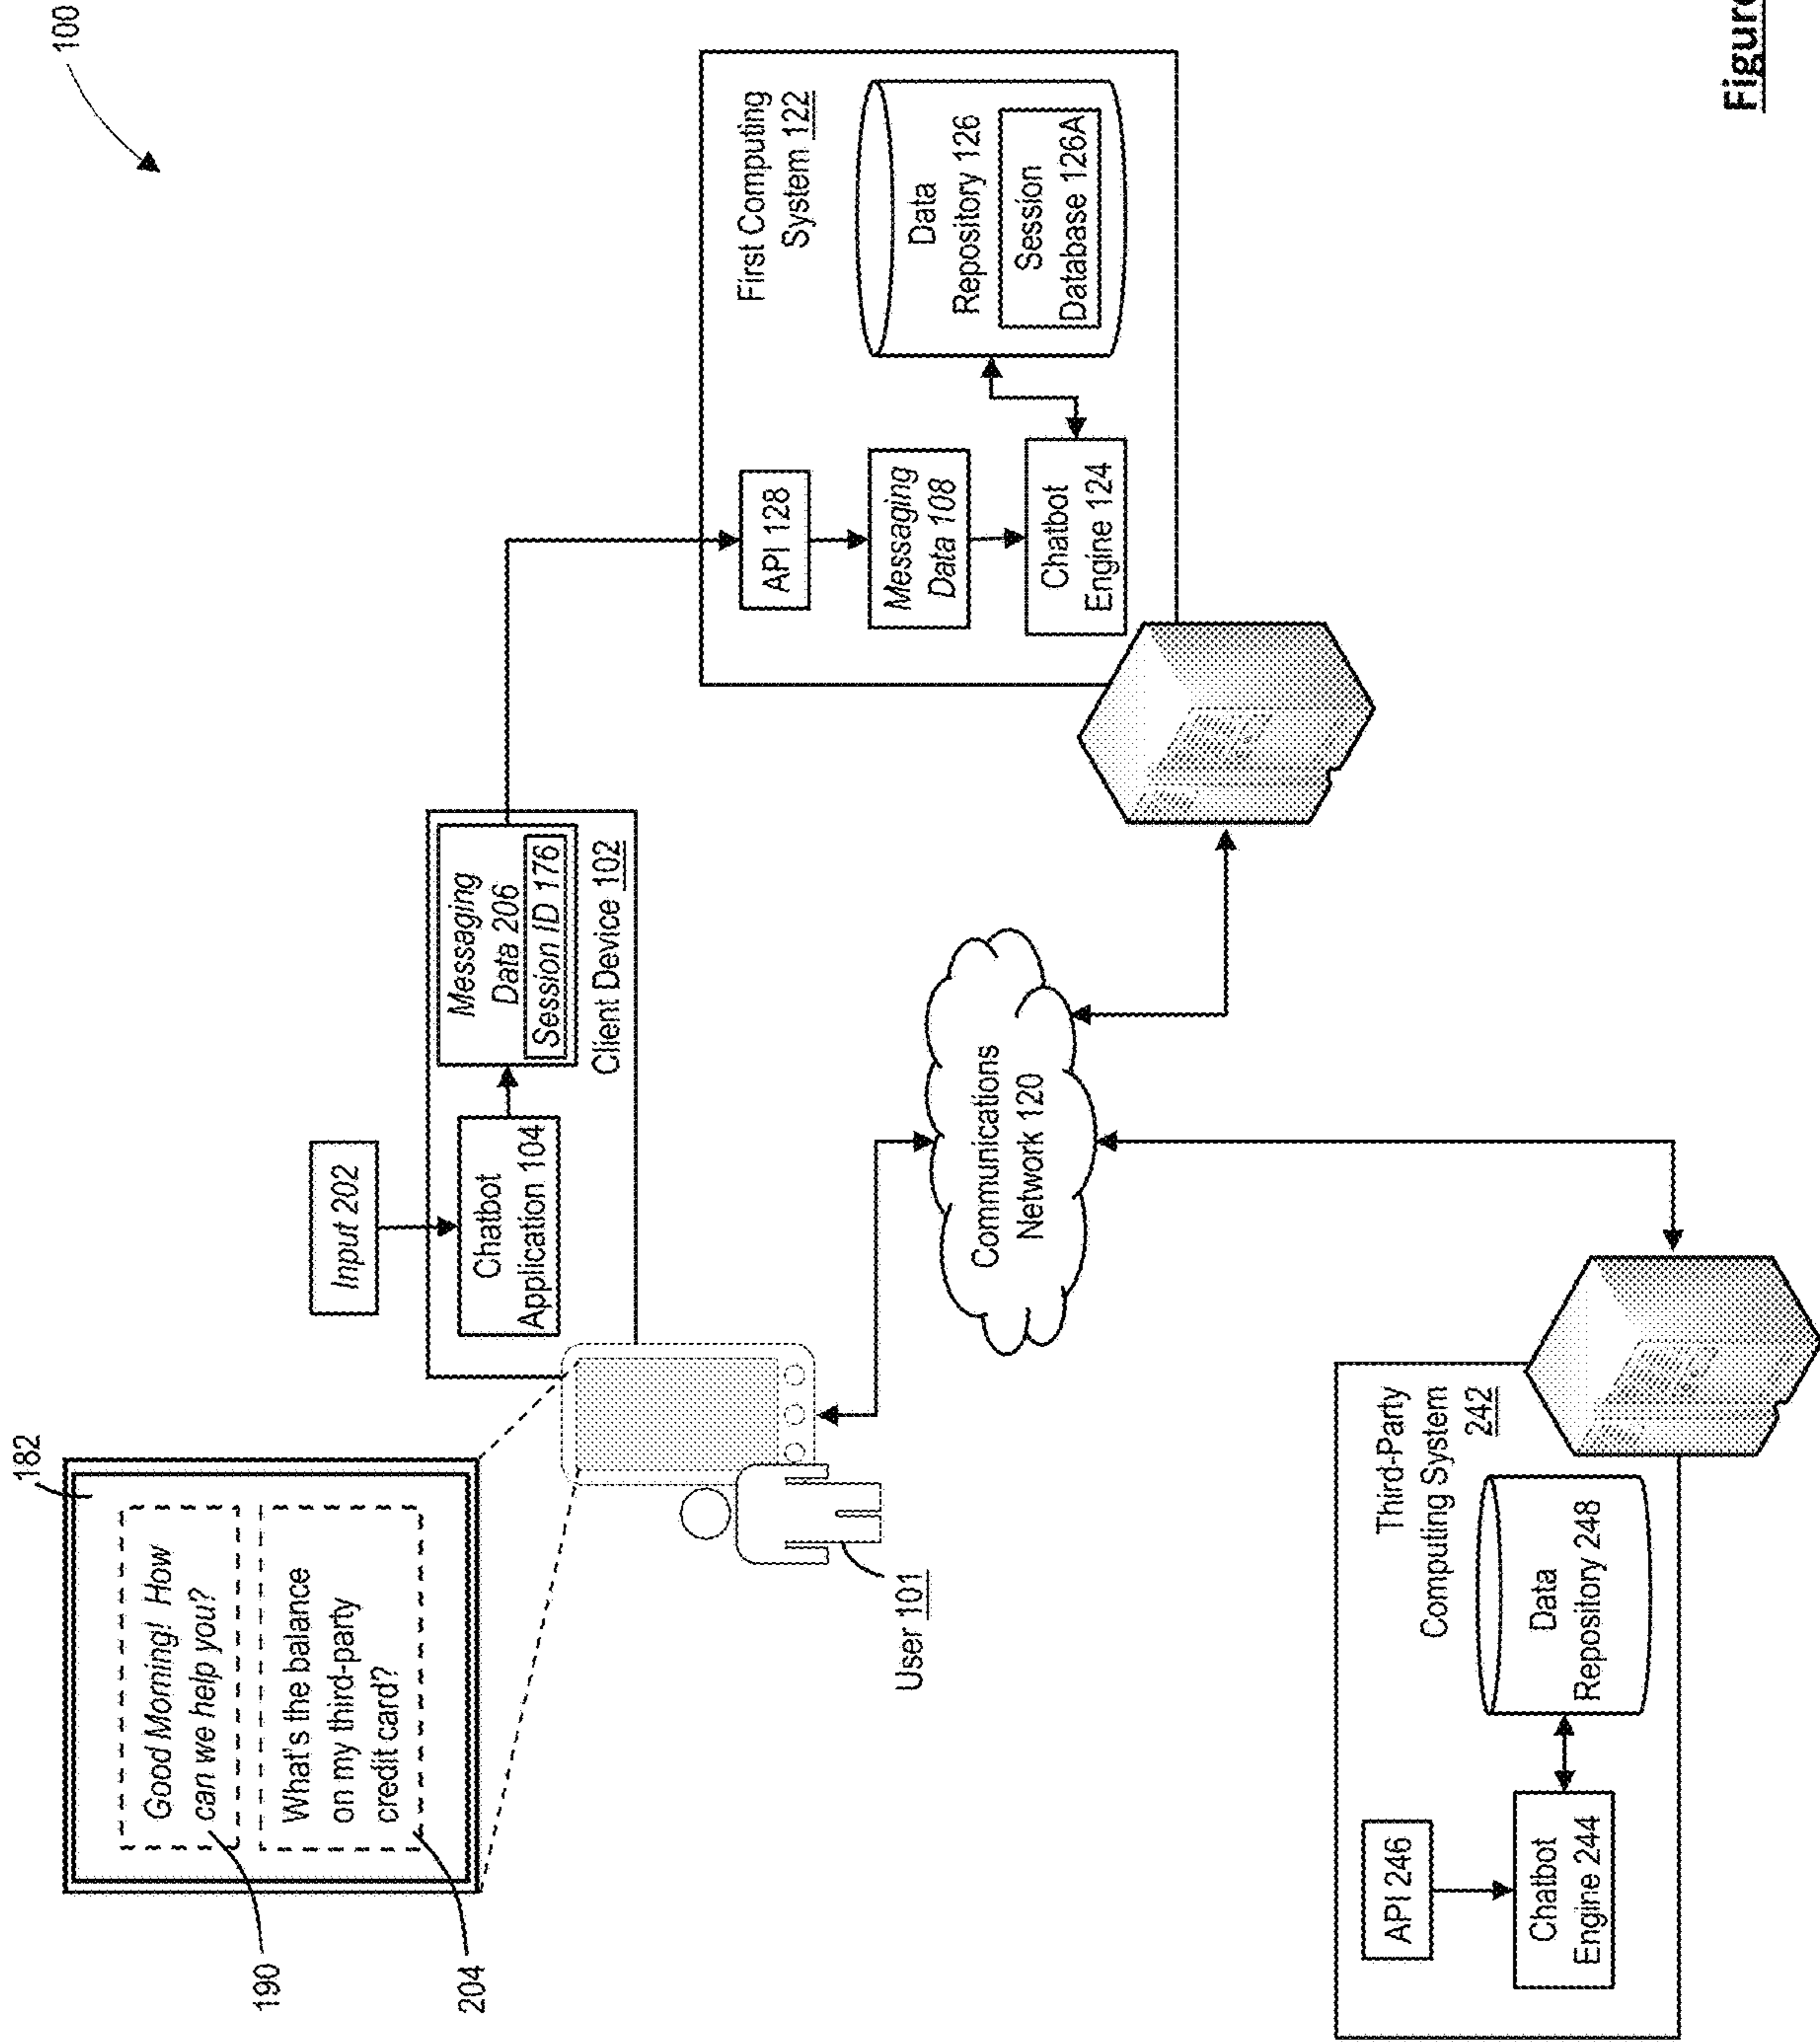 100
182
Good Morning! How
can we help you?
What's the balance
on my third-party
credit card?
190
204
Input 202
Chatbot
Application 104
Messaging
Data 206
Session ID 176
Client Device 102
User 101
Communications
Network 120
First Computing
System 122
API 128
Messaging
Data 108
Chatbot
Engine 124
Data
Repository 126
Session
Database 126A
Third-Party
Computing System
242
API 246
Chatbot
Engine 244
Data
Repository 248
Figure